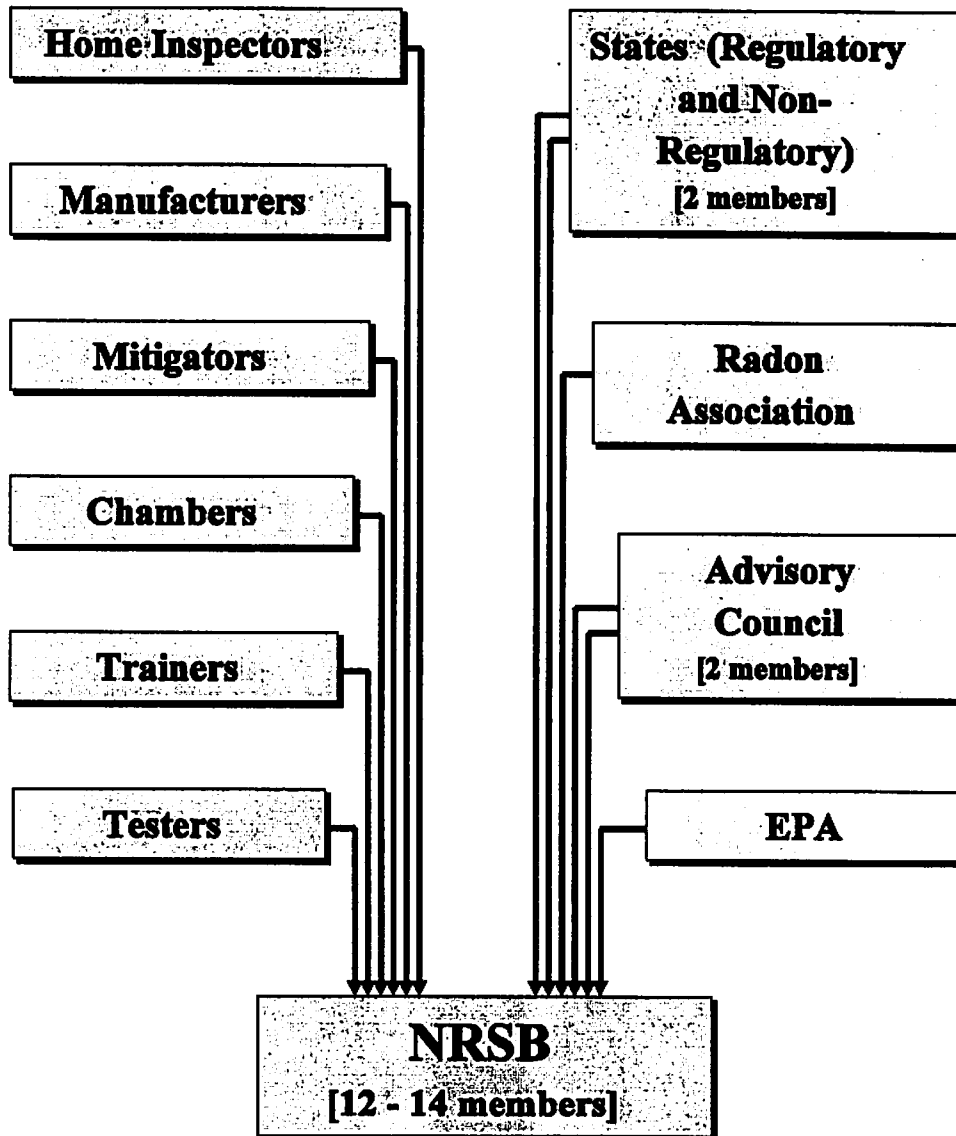 Home Inspectors
Manufacturers
Mitigators
Chambers
Trainers
Testers
States (Regulatory
and Non-
Regulatory)
[2 members]
Radon
Association
Advisory
Council
[2 members]
EPA
NRSB
[12 - 14 members]